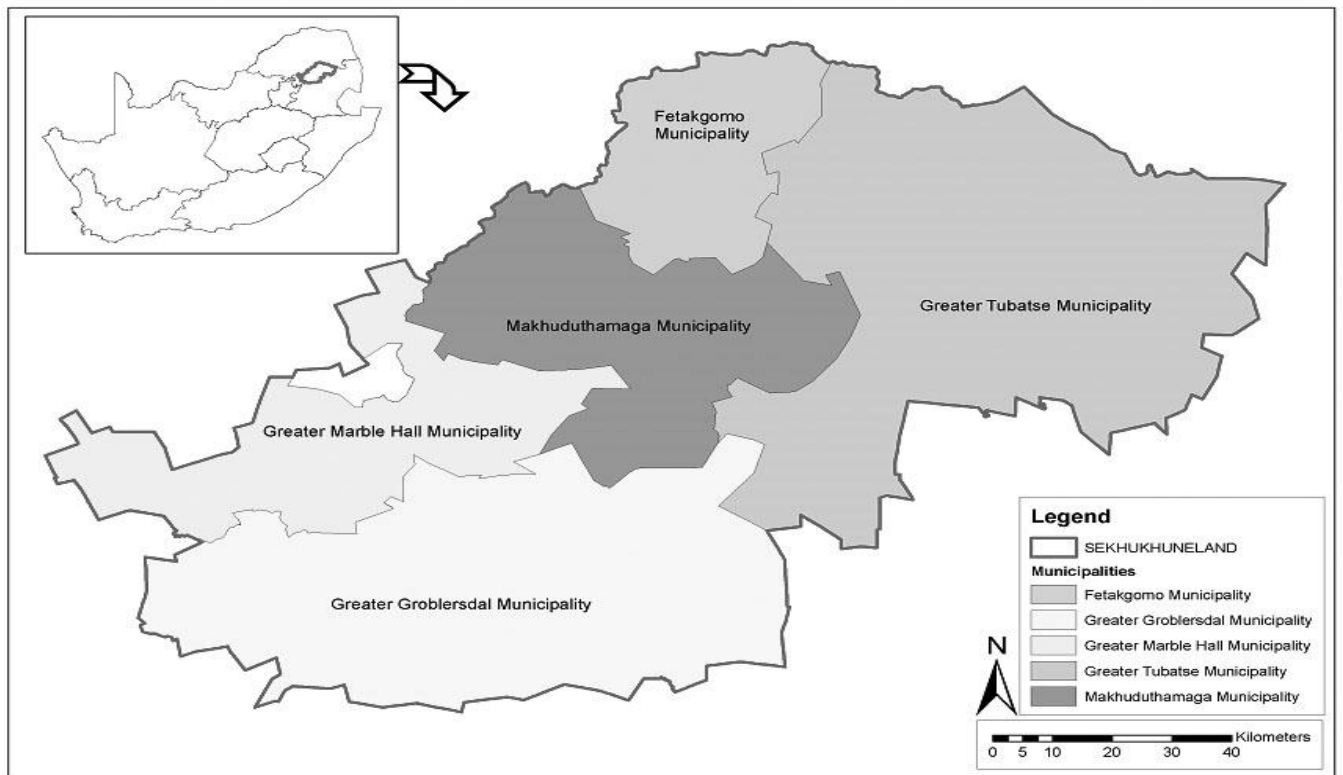 Fetakgomo
Municipality
Greater Tubatse Municipality
Makhuduthamaga Municipality
Greater Marble Hall Municipality
Greater Groblersdal Municipality
Legend
SEKHUKHUNELAND
Municipalities
Fetakgomo Municipality
Greater Groblersdal Municipality
Greater Marble Hall Municipality
Greater Tubatse Municipality
Makhuduthamaga Municipality
N
Kilometers
0 5 10 20 30 40